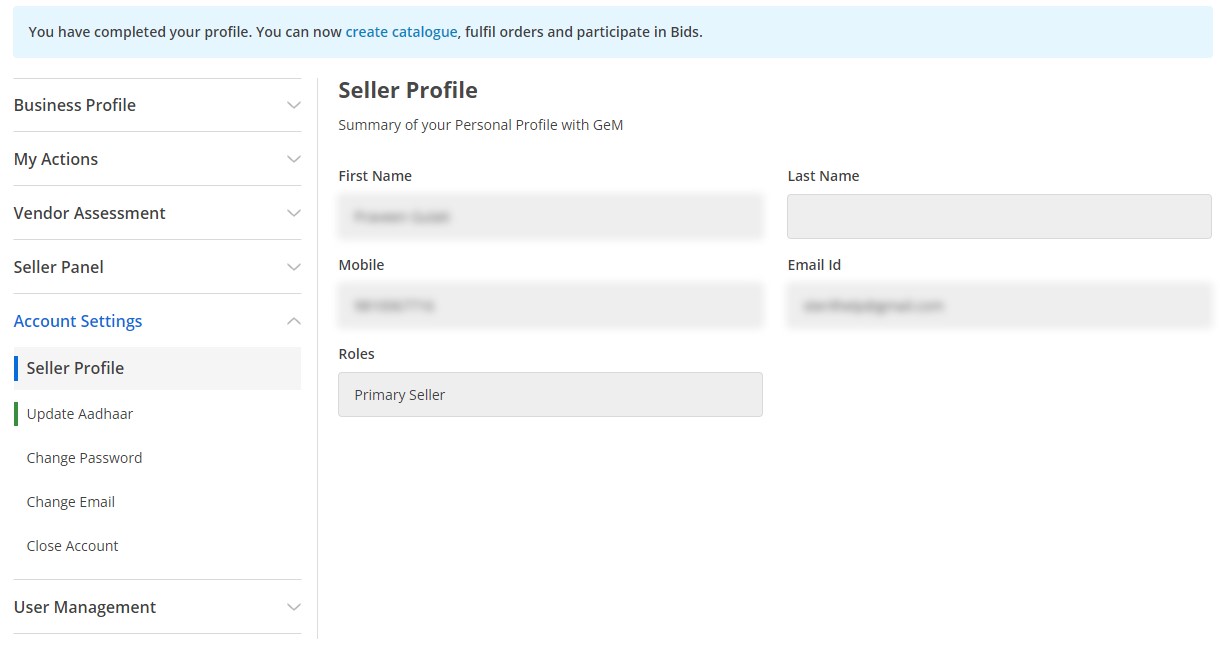 You have completed your profile. You can now create catalogue, fulfil orders and participate in Bids.
Business Profile
My Actions
Vendor Assessment
Seller Panel
Account Settings
Seller Profile
Update Aadhaar
Change Password
Change Email
Close Account
User Management
Seller Profile
Summary of your Personal Profile with GeM
First Name
Last Name
Mobile
Email Id
Roles
Primary Seller